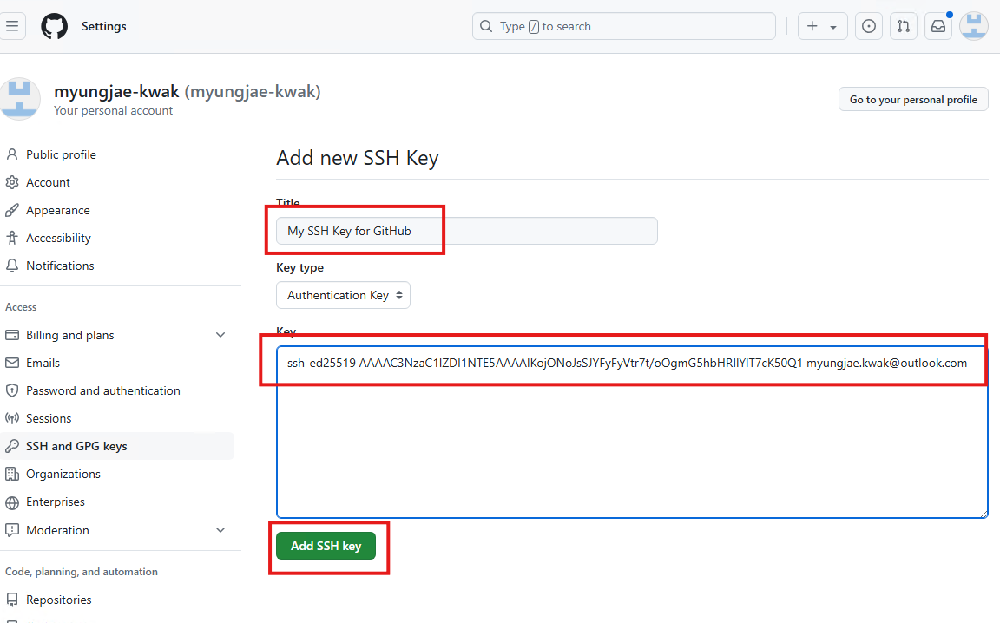 Settings
Type / to search
myungjae-kwak (myungjae-kwak)
Your personal account
Go to your personal profile
Public profile
Account
Appearance
Accessibility
Notifications
Access
Billing and plans
Emails
Password and authentication
Sessions
SSH and GPG keys
Organizations
Enterprises
Moderation
Code, planning, and automation
Repositories
Add new SSH Key
Title
My SSH Key for GitHub
Key type
Authentication Key
Key
ssh-ed25519 AAAAC3NzaC1lZDI1NTE5AAAAIKojONoJsSJYFyFyVtr7t/oOgmG5hbHRIlYIT7cK50Q1 myungjae.kwak@outlook.com
Add SSH key